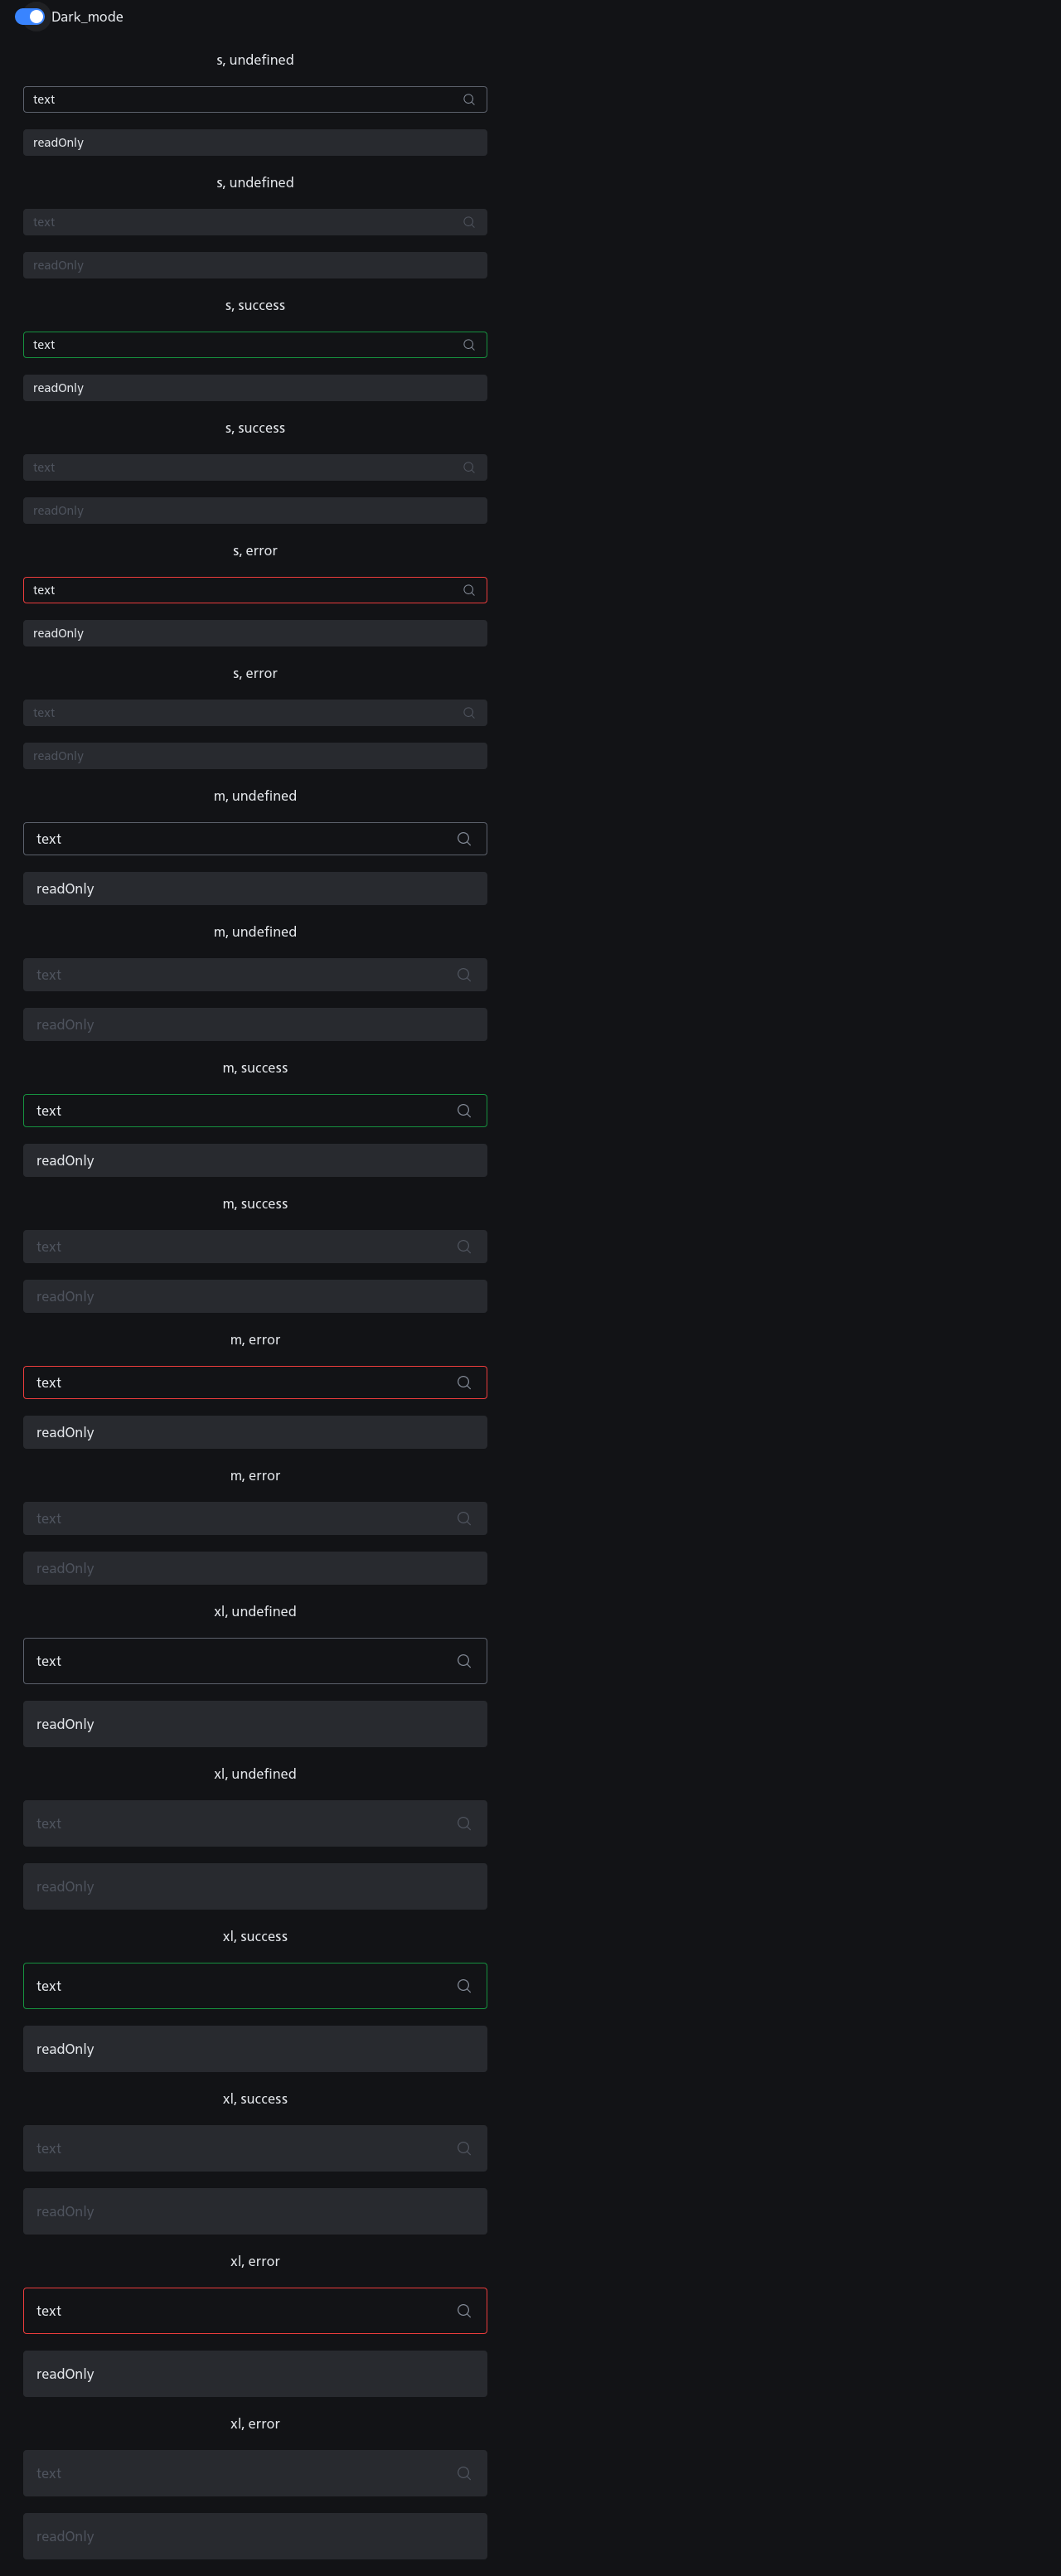 Dark_mode
s, undefined
text
readOnly
s, undefined
text
readOnly
s, success
text
readOnly
s, success
text
readOnly
s, error
text
readOnly
s, error
text
readOnly
m, undefined
text
readOnly
m, undefined
text
readOnly
m, success
text
readOnly
m, success
text
readOnly
m, error
text
readOnly
m, error
text
readOnly
xl, undefined
text
readOnly
xl, undefined
text
readOnly
xl, success
text
readOnly
xl, success
text
readOnly
xl, error
text
readOnly
xl, error
text
readOnly